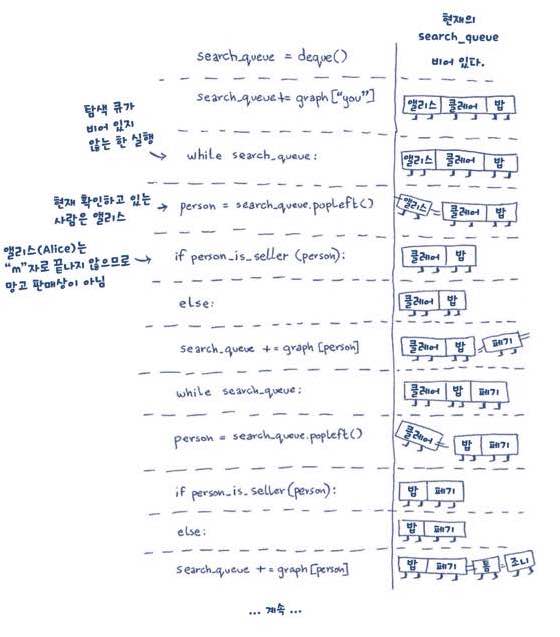 현재의
search_queue
search_queue = deque()
비어 있다.
search_queue += graph["you"]
앨리스 클레어 밥
탐색 큐가
비어 있지
않는 한 실행
while search_queue:
앨리스 클레어 밥
현재 확인하고 있는
사람은 앨리스
person = search_queue.popleft()
앨리스 클레어 밥
앨리스(Alice)는
"m"자로 끝나지 않으므로
망고 판매상이 아님
if person_is_seller (person):
클레어 밥
else:
클레어 밥
search_queue += graph[person]
클레어 밥 페기
while search_queue:
클레어 밥 페기
person = search_queue.popleft()
클레어 밥 페기
if person_is_seller (person):
밥 페기
else:
밥 페기
search_queue += graph[person]
밥 페기 톰 조니
... 계속 ...